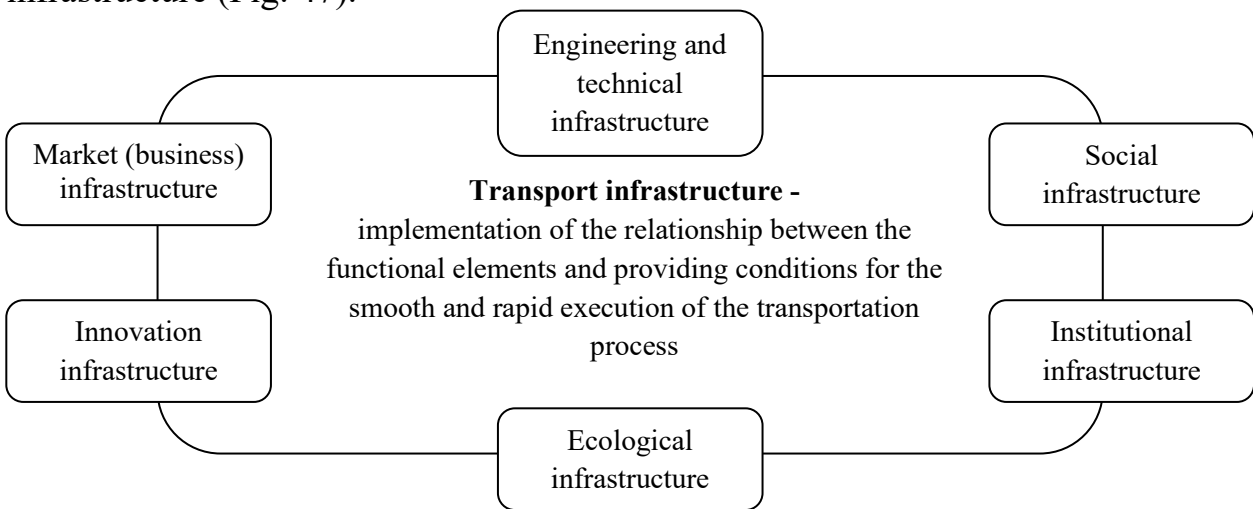 infrastructure (Fig. 47).
Engineering and
technical
infrastructure
Market (business)
infrastructure
Social
infrastructure
Transport infrastructure -
implementation of the relationship between the
functional elements and providing conditions for the
smooth and rapid execution of the transportation
process
Innovation
infrastructure
Institutional
infrastructure
Ecological
infrastructure